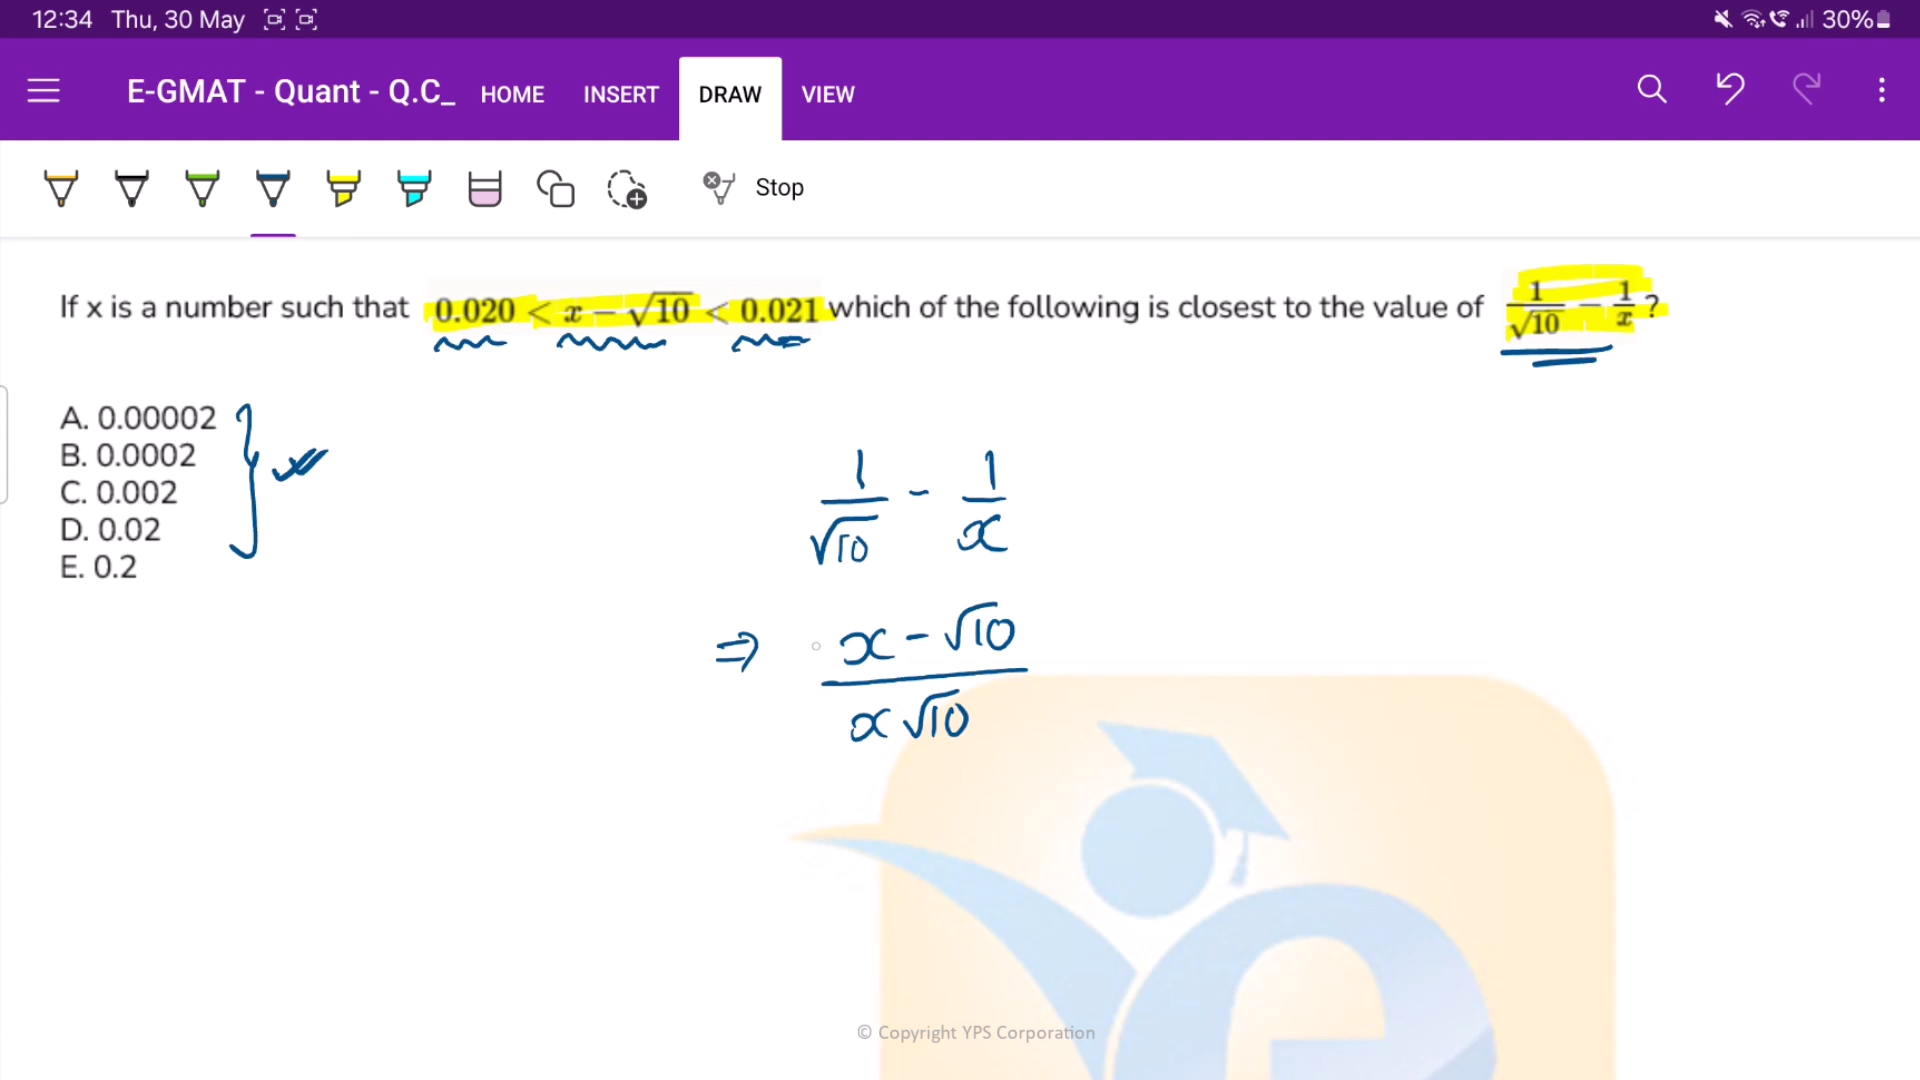 12:34 Thu, 30 May 30%
E-GMAT - Quant - Q.C_ HOME INSERT DRAW VIEW
Stop
If x is a number such that 0.020 < x − √10 < 0.021 which of the following is closest to the value of 1/√10 − 1/x ?
A. 0.00002
B. 0.0002
C. 0.002
D. 0.02
E. 0.2
1/√10 - 1/x
⇒ (x - √10)/(x √10)
© Copyright YPS Corporation